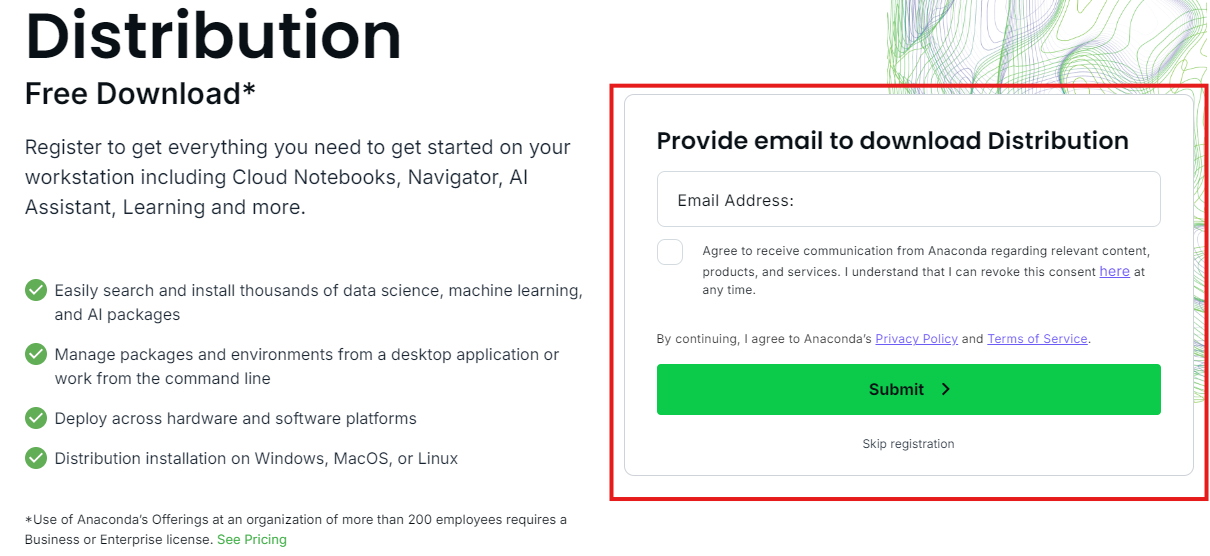 Distribution
Free Download*
Register to get everything you need to get started on your
workstation including Cloud Notebooks, Navigator, AI
Assistant, Learning and more.
Easily search and install thousands of data science, machine learning,
and AI packages
Manage packages and environments from a desktop application or
work from the command line
Deploy across hardware and software platforms
Distribution installation on Windows, MacOS, or Linux
*Use of Anaconda’s Offerings at an organization of more than 200 employees requires a
Business or Enterprise license. See Pricing
Provide email to download Distribution
Email Address:
Agree to receive communication from Anaconda regarding relevant content,
products, and services. I understand that I can revoke this consent here at
any time.
By continuing, I agree to Anaconda’s Privacy Policy and Terms of Service.
Submit
Skip registration